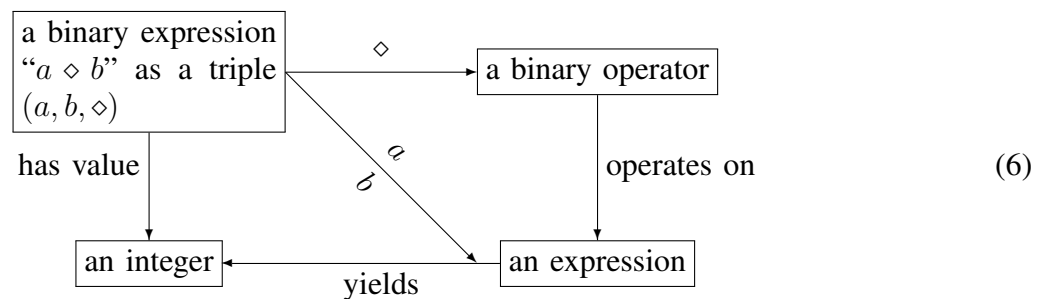 a binary expression
“a ⋄ b” as a triple
(a, b, ⋄)
⋄
a binary operator
a
b
has value
operates on
(6)
an integer
yields
an expression